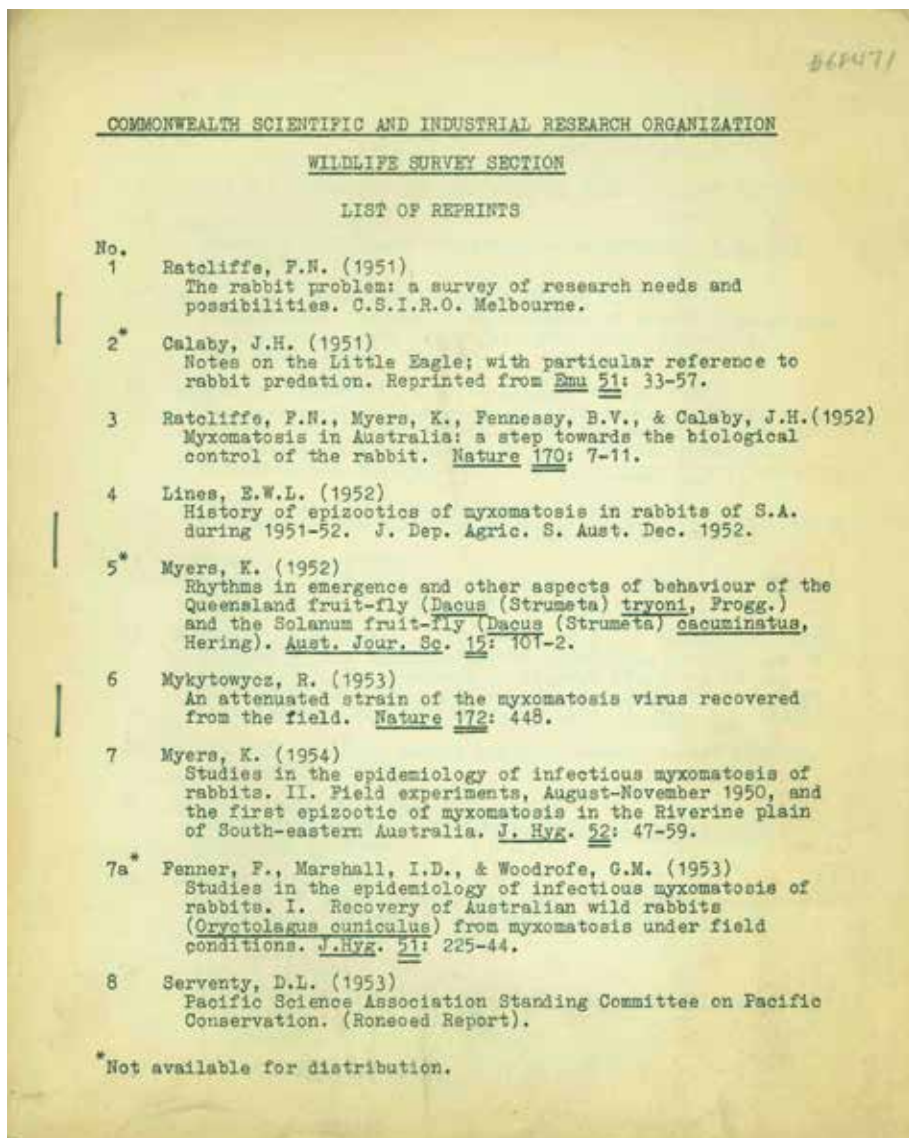 COMMONWEALTH SCIENTIFIC AND INDUSTRIAL RESEARCH ORGANIZATION
WILDLIFE SURVEY SECTION
LIST OF REPRINTS
No.
1 Ratcliffe, F.N. (1951)
The rabbit problem: a survey of research needs and
possibilities. C.S.I.R.O. Melbourne.
2* Calaby, J.H. (1951)
Notes on the Little Eagle; with particular reference to
rabbit predation. Reprinted from Emu 51: 33-57.
3 Ratcliffe, F.N., Myers, K., Fennessy, B.V., & Calaby, J.H.(1952)
Myxomatosis in Australia: a step towards the biological
control of the rabbit. Nature 170: 7-11.
4 Lines, E.W.L. (1952)
History of epizootics of myxomatosis in rabbits of S.A.
during 1951-52. J. Dep. Agric. S. Aust. Dec. 1952.
5* Myers, K. (1952)
Rhythms in emergence and other aspects of behaviour of the
Queensland fruit-fly (Dacus (Strumeta) tryoni, Frogg.)
and the Solanum fruit-fly (Dacus (Strumeta) cacuminatus,
Hering). Aust. Jour. Sc. 15: 101-2.
6 Mykytowycz, R. (1953)
An attenuated strain of the myxomatosis virus recovered
from the field. Nature 172: 448.
7 Myers, K. (1954)
Studies in the epidemiology of infectious myxomatosis of
rabbits. II. Field experiments, August-November 1950, and
the first epizootic of myxomatosis in the Riverine plain
of South-eastern Australia. J. Hyg. 52: 47-59.
7a* Fenner, F., Marshall, I.D., & Woodrofe, G.M. (1953)
Studies in the epidemiology of infectious myxomatosis of
rabbits. I. Recovery of Australian wild rabbits
(Oryctolagus cuniculus) from myxomatosis under field
conditions. J.Hyg. 51: 225-44.
8 Serventy, D.L. (1953)
Pacific Science Association Standing Committee on Pacific
Conservation. (Roneoed Report).
*Not available for distribution.